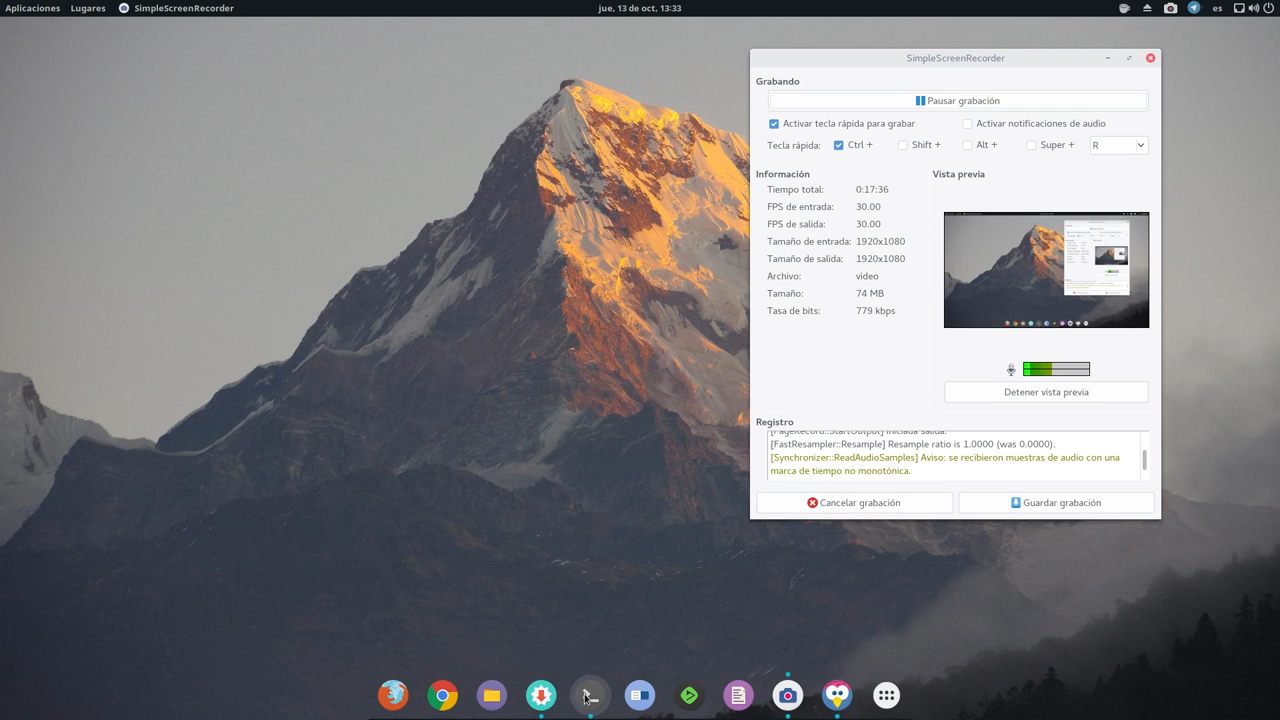 Aplicaciones Lugares SimpleScreenRecorder jue, 13 de oct, 13:33 es
SimpleScreenRecorder
Grabando
Pausar grabación
Activar tecla rápida para grabar Activar notificaciones de audio
Tecla rápida: Ctrl + Shift + Alt + Super + R
Información Vista previa
Tiempo total: 0:17:36
FPS de entrada: 30.00
FPS de salida: 30.00
Tamaño de entrada: 1920x1080
Tamaño de salida: 1920x1080
Archivo: video
Tamaño: 74 MB
Tasa de bits: 779 kbps
Detener vista previa
Registro
[PageRecord::StartOutput] Iniciada salida.
[FastResampler::Resample] Resample ratio is 1.0000 (was 0.0000).
[Synchronizer::ReadAudioSamples] Aviso: se recibieron muestras de audio con una
marca de tiempo no monotónica.
Cancelar grabación Guardar grabación